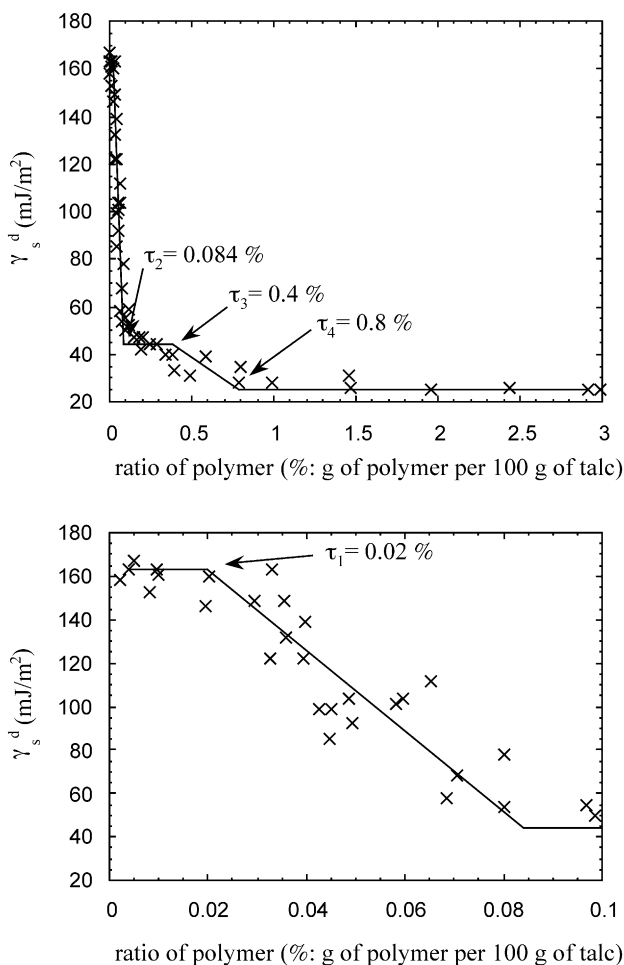 180
160
140
120
100
80
60
40
20
γ_s^d (mJ/m²)
τ₂= 0.084 %
τ₃= 0.4 %
τ₄= 0.8 %
0 0.5 1 1.5 2 2.5 3
ratio of polymer (%: g of polymer per 100 g of talc)
180
160
140
120
100
80
60
40
20
γ_s^d (mJ/m²)
τ₁= 0.02 %
0 0.02 0.04 0.06 0.08 0.1
ratio of polymer (%: g of polymer per 100 g of talc)